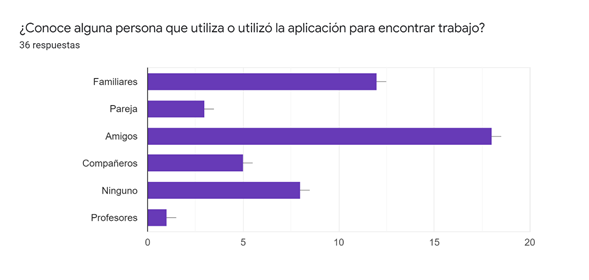 ¿Conoce alguna persona que utiliza o utilizó la aplicación para encontrar trabajo?
36 respuestas
Familiares
Pareja
Amigos
Compañeros
Ninguno
Profesores
0 5 10 15 20